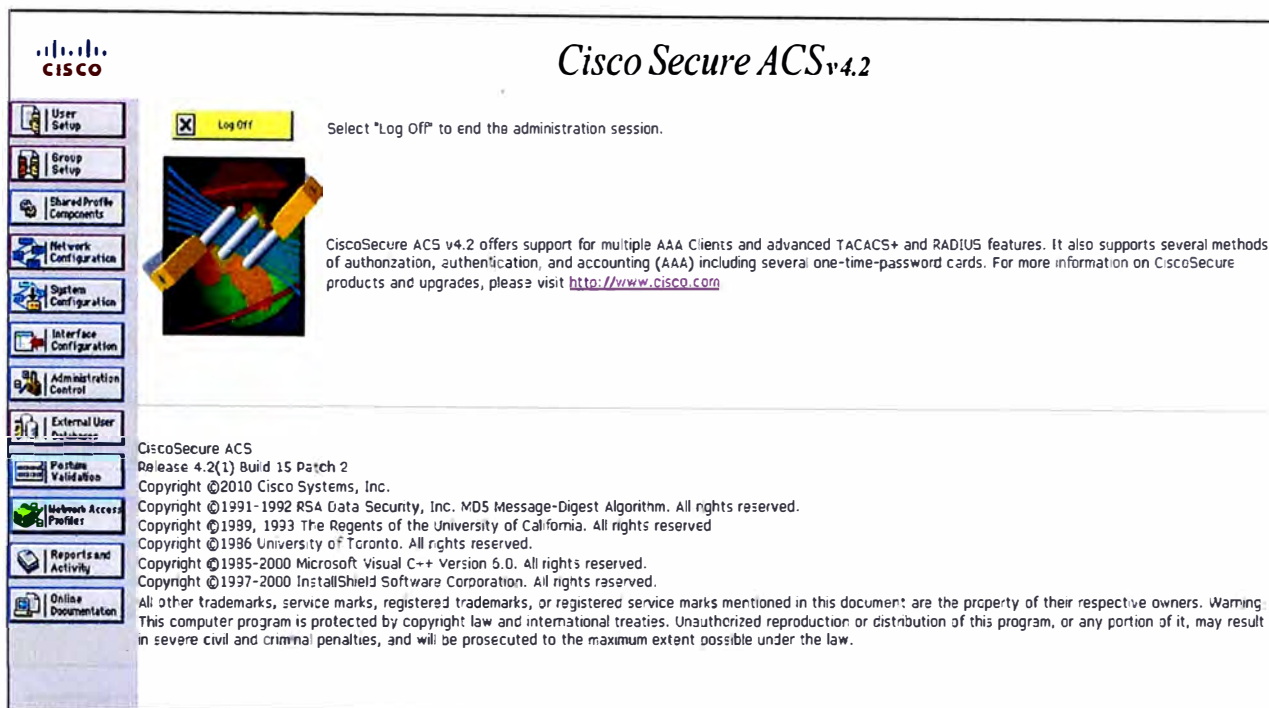 CISCO
Cisco Secure ACS v4.2
User
Setup
Group
Setup
Shared Profile
Components
Network
Configuration
System
Configuration
Interface
Configuration
Administration
Control
External User
Posture
Validation
Network Access
Profiles
Reports and
Activity
Online
Documentation
X Log Off
Select "Log Off" to end the administration session.
CiscoSecure ACS v4.2 offers support for multiple AAA Clients and advanced TACACS+ and RADIUS features. It also supports several methods
of authorization, authentication, and accounting (AAA) including several one-time-password cards. For more information on CiscoSecure
products and upgrades, please visit http://www.cisco.com
CiscoSecure ACS
Release 4.2(1) Build 15 Patch 2
Copyright ©2010 Cisco Systems, Inc.
Copyright ©1991-1992 RSA Data Security, Inc. MD5 Message-Digest Algorithm. All rights reserved.
Copyright ©1989, 1993 The Regents of the University of California. All rights reserved
Copyright ©1986 University of Toronto. All rights reserved.
Copyright ©1985-2000 Microsoft Visual C++ Version 6.0. All rights reserved.
Copyright ©1997-2000 InstallShield Software Corporation. All rights reserved.
All other trademarks, service marks, registered trademarks, or registered service marks mentioned in this document are the property of their respective owners. Warning
This computer program is protected by copyright law and international treaties. Unauthorized reproduction or distribution of this program, or any portion of it, may result
in severe civil and criminal penalties, and will be prosecuted to the maximum extent possible under the law.